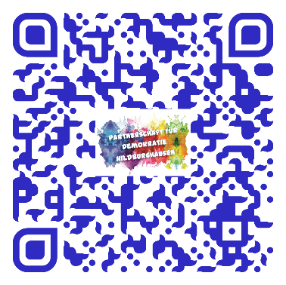 PARTNERSCHAFT FÜR
DEMOKRATIE
HILDBURGHAUSEN